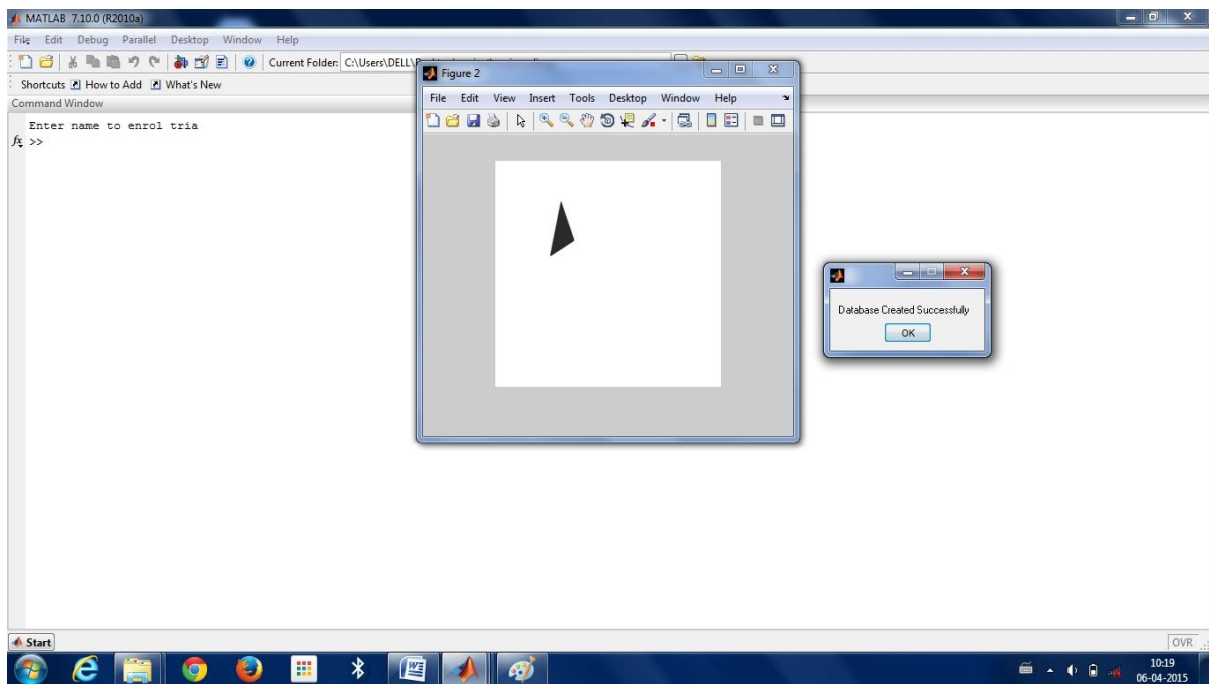 MATLAB 7.10.0 (R2010a)
File Edit Debug Parallel Desktop Window Help
Current Folder: C:\Users\DELL\
Shortcuts How to Add What's New
Command Window
Enter name to enrol tria
fx >>
Figure 2
File Edit View Insert Tools Desktop Window Help
Database Created Successfully
OK
Start
OVR
10:19
06-04-2015